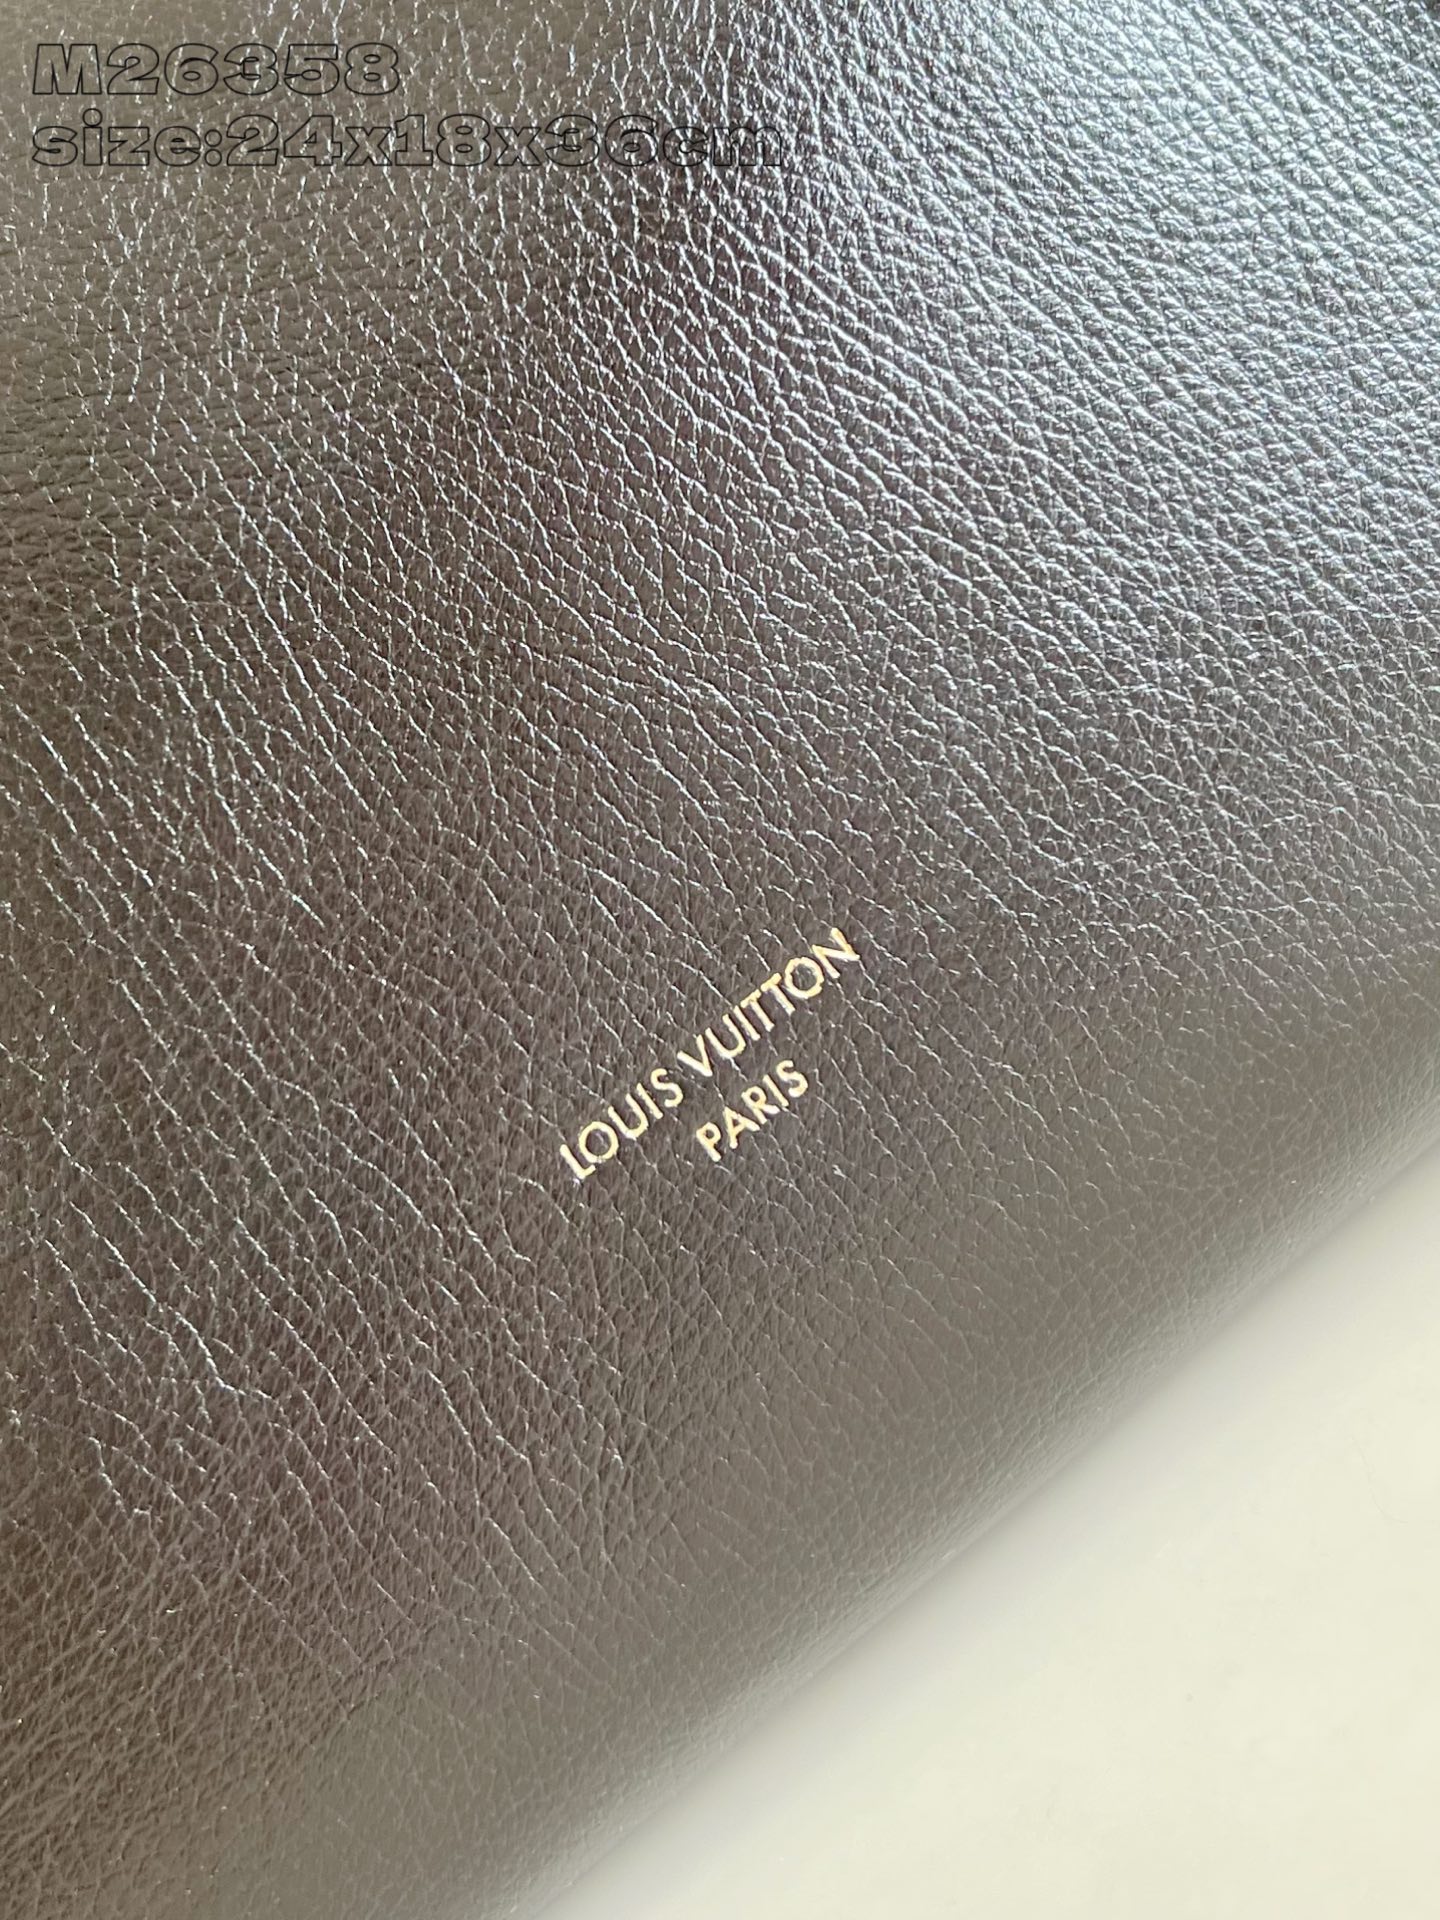 M26358
size:24x18x36cm
LOUIS VUITTON
PARIS